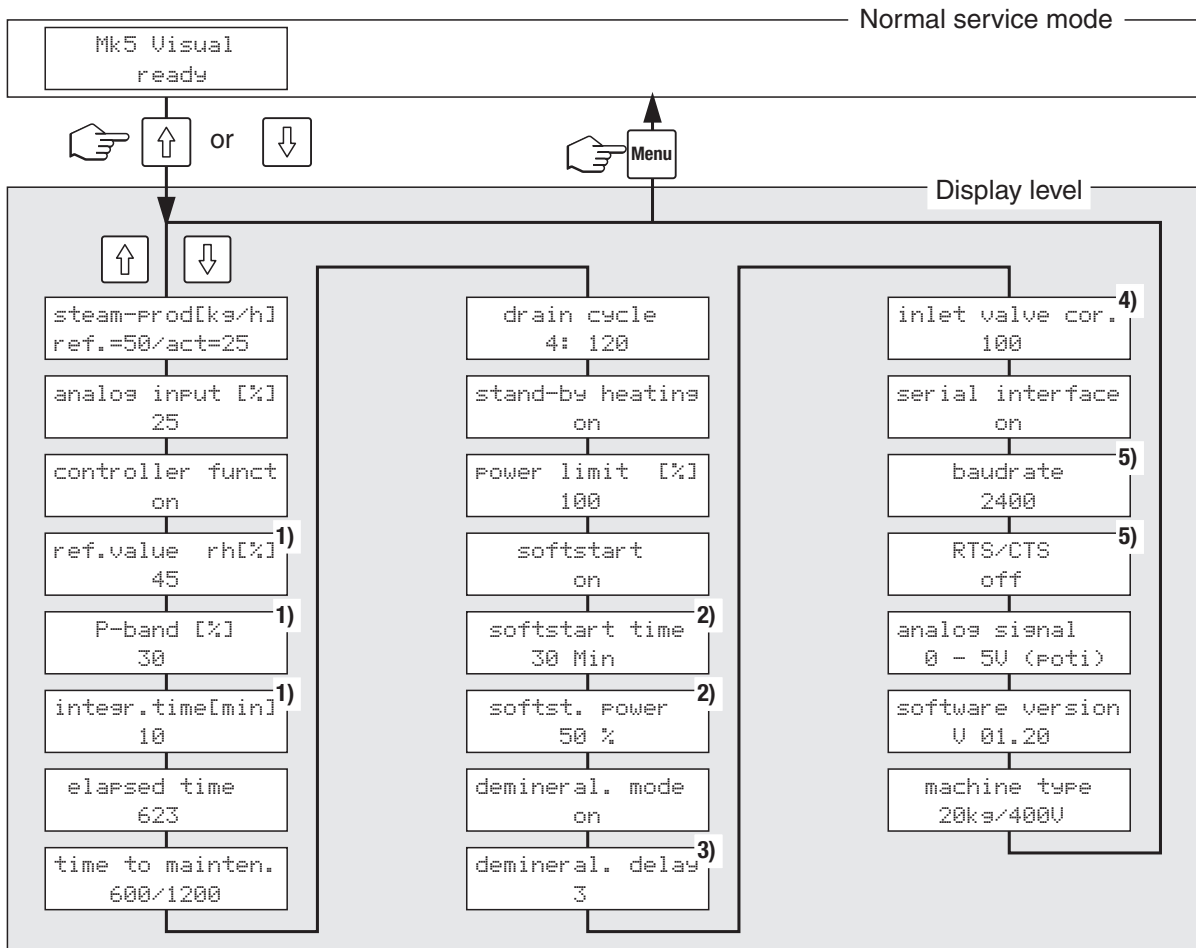 Normal service mode
Mk5 Visual
ready
or
Menu
Display level
steam-prod[kg/h]
ref.=50/act=25
analog input [%]
25
controller funct
on
ref.value rh[%] 1)
45
P-band [%] 1)
30
integr.time[min] 1)
10
elapsed time
623
time to mainten.
600/1200
drain cycle
4: 120
stand-by heating
on
power limit [%]
100
softstart
on
softstart time 2)
30 Min
softst. power 2)
50 %
demineral. mode
on
demineral. delay 3)
3
inlet valve cor. 4)
100
serial interface
on
baudrate 5)
2400
RTS/CTS 5)
off
analog signal
0 - 5V (poti)
software version
V 01.20
machine type
20kg/400V